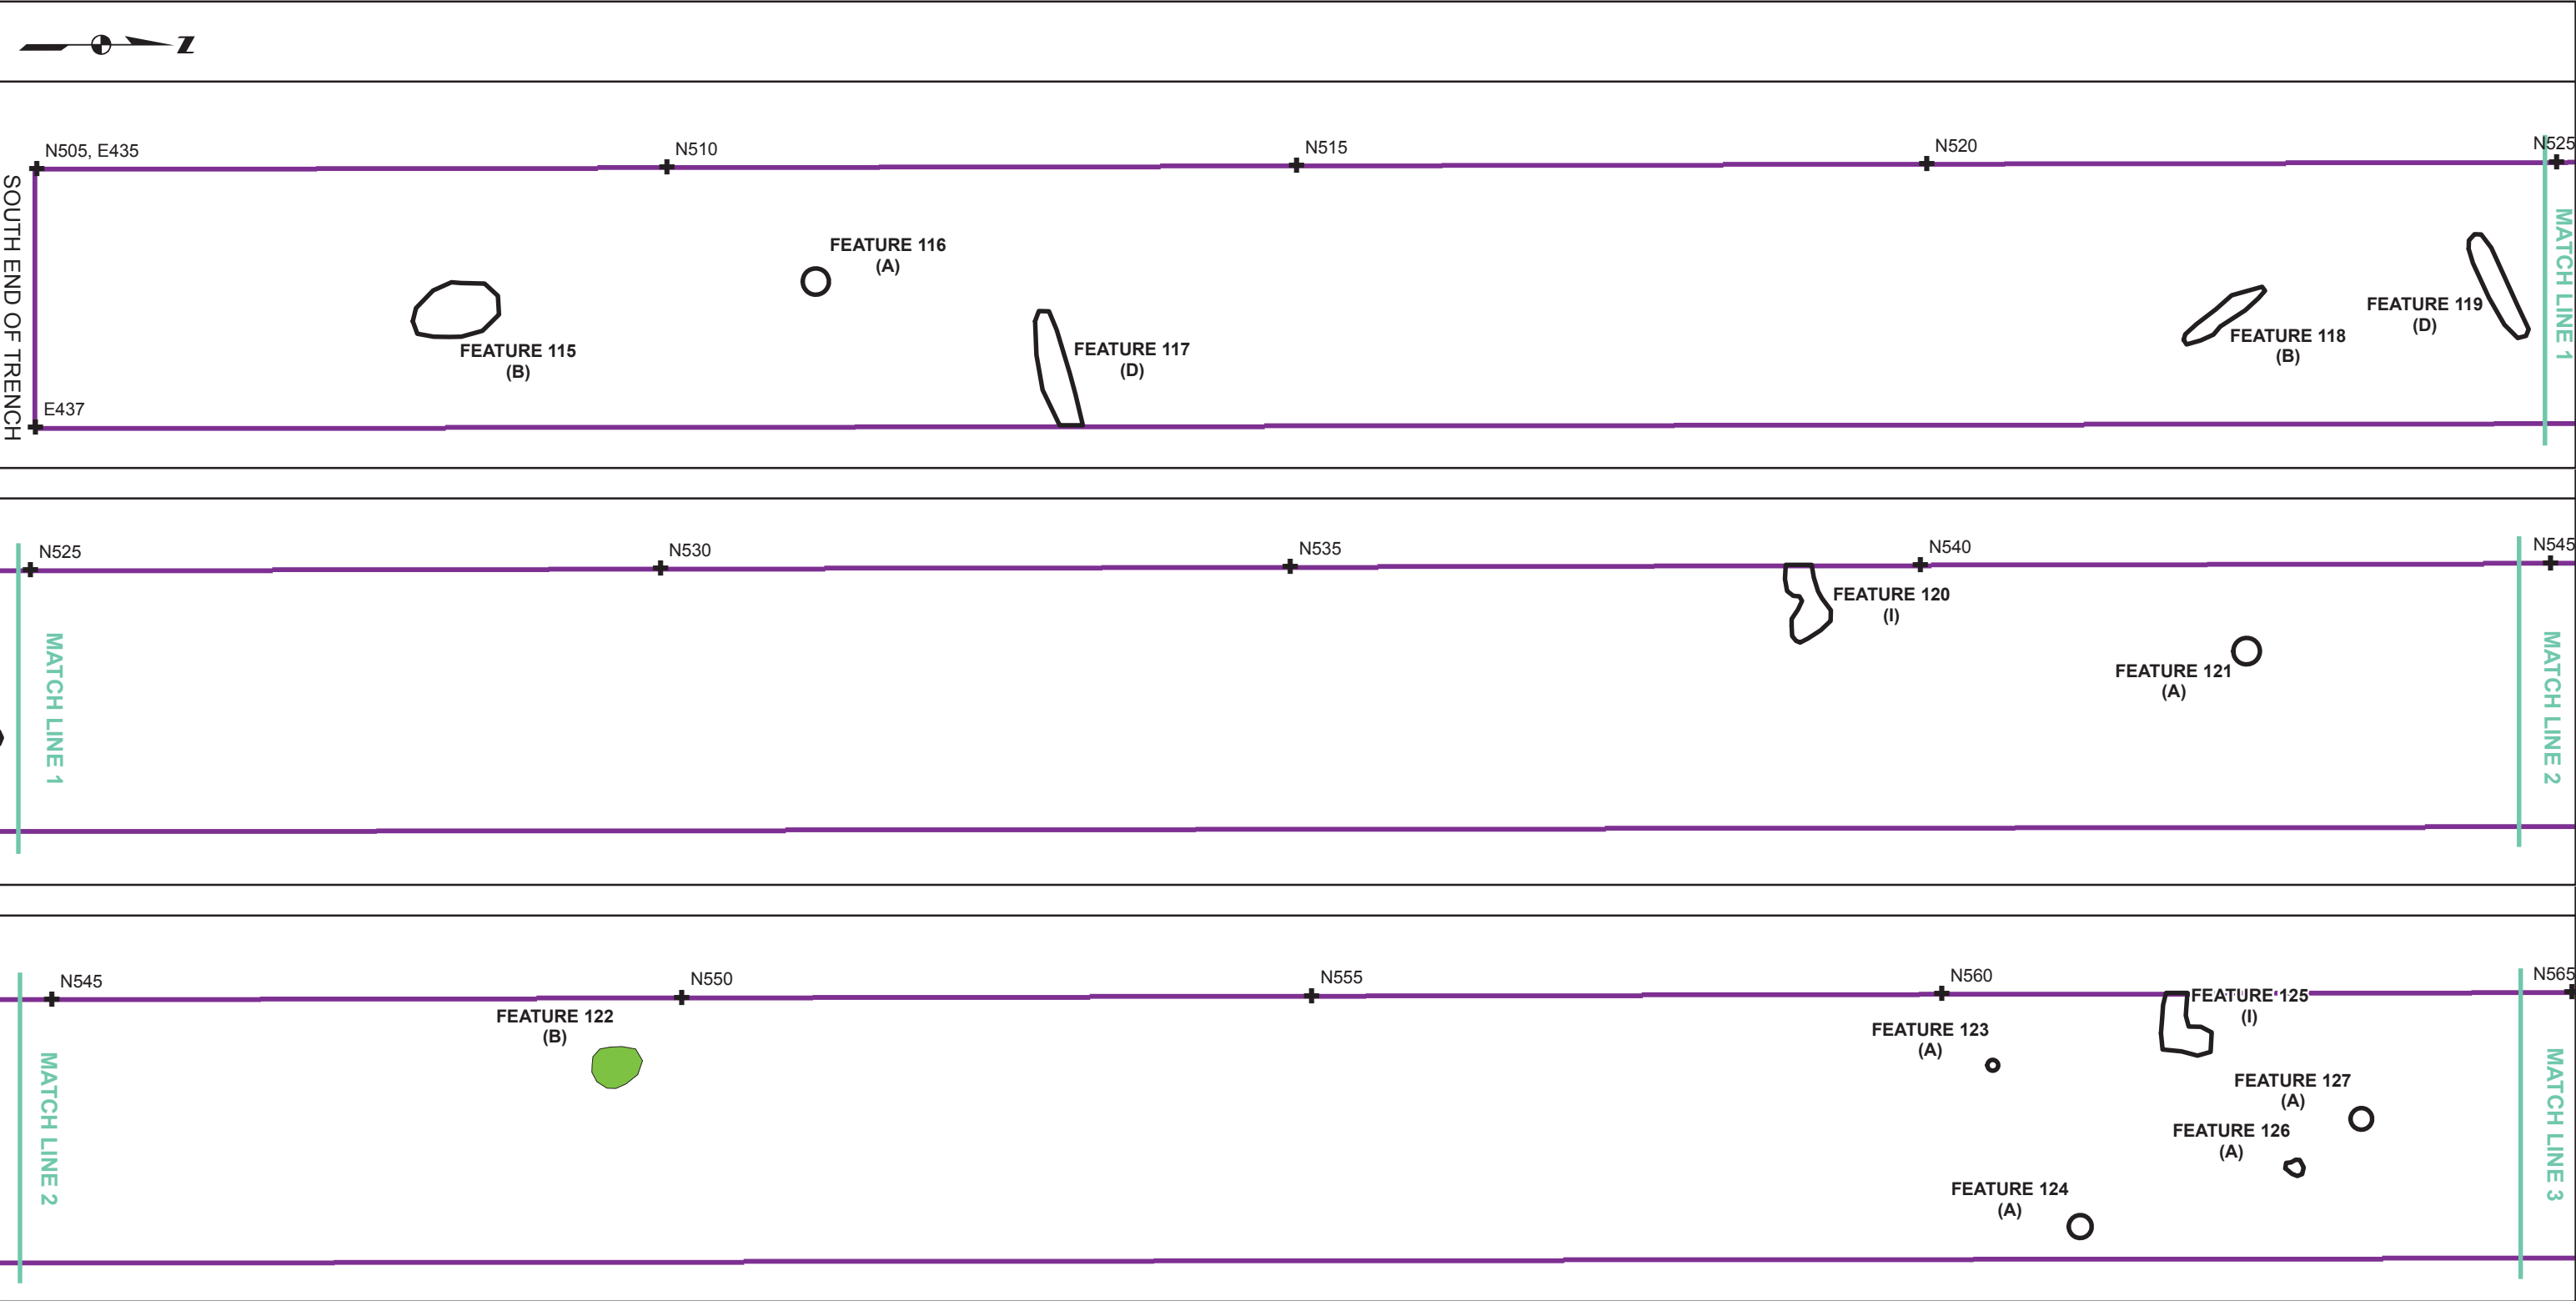 Z
N505, E435
N510
N515
N520
N525
SOUTH END OF TRENCH
FEATURE 116
(A)
FEATURE 115
(B)
FEATURE 117
(D)
FEATURE 118
(B)
FEATURE 119
(D)
MATCH LINE 1
E437
N525
N530
N535
N540
N545
MATCH LINE 1
FEATURE 120
(I)
FEATURE 121
(A)
MATCH LINE 2
N545
N550
N555
N560
N565
MATCH LINE 2
FEATURE 122
(B)
FEATURE 123
(A)
FEATURE 125
(I)
FEATURE 127
(A)
FEATURE 126
(A)
FEATURE 124
(A)
MATCH LINE 3